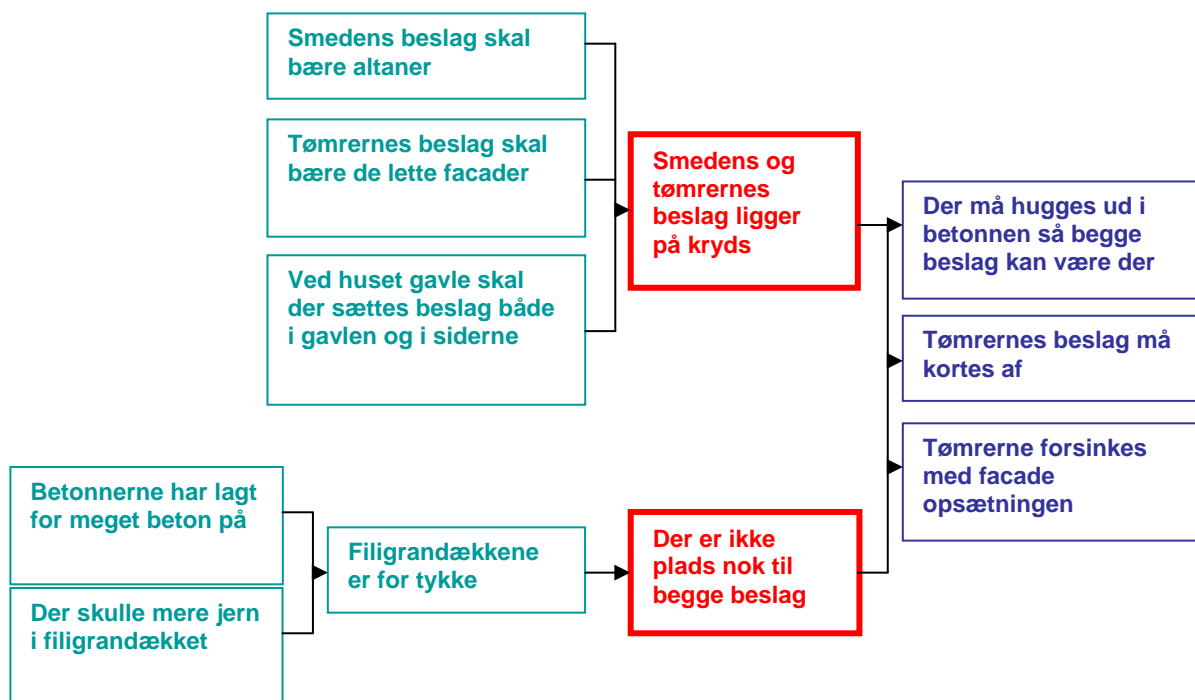 Smedens beslag skal
bære altaner
Tømrernes beslag skal
bære de lette facader
Ved huset gavle skal
der sættes beslag både
i gavlen og i siderne
Smedens og
tømrernes
beslag ligger
på kryds
Der må hugges ud i
betonnen så begge
beslag kan være der
Tømrernes beslag må
kortes af
Tømrerne forsinkes
med facade
opsætningen
Betonnerne har lagt
for meget beton på
Der skulle mere jern
i filigrandækket
Filigrandækkene
er for tykke
Der er ikke
plads nok til
begge beslag